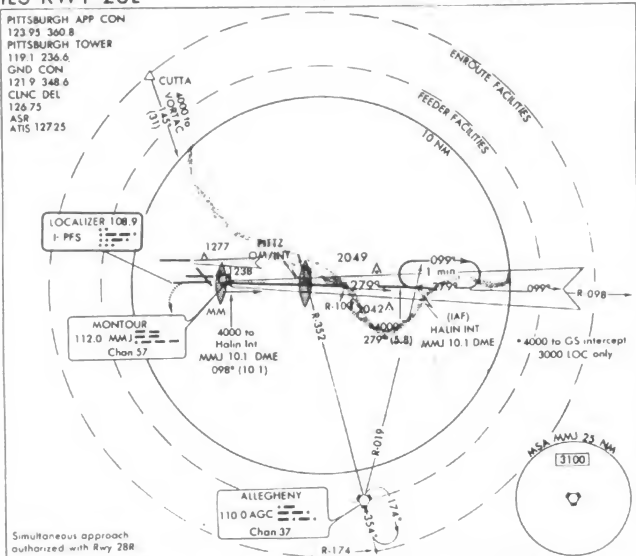 ILS RWY 28L
PITTSBURGH APP CON
123.95 360.8
PITTSBURGH TOWER
119.1 236.6
GND CON
121.9 348.6
CLNC DEL
126.75
ASR
ATIS 127.25
CUTTA
4000 to
VORTAC
145°
(31)
ENROUTE FACILITIES
FEEDER FACILITIES
10 NM
LOCALIZER 108.9
I-PFS
1277
PITTZ
OM/INT
2049
099°
1 min
279°
279°
099°
R-098
238
MM
R-109
2042
4000
279° (5.8)
(IAF)
HALIN INT
MMJ 10.1 DME
MONTOUR
112.0 MMJ
Chan 57
4000 to
Halin Int
MMJ 10.1 DME
098° (10.1)
R-352
R-019
* 4000 to GS intercept
3000 LOC only
MSA MMJ 25 NM
3100
ALLEGHENY
110.0 AGC
Chan 37
174°
354°
R-174
Simultaneous approach
authorized with Rwy 28R